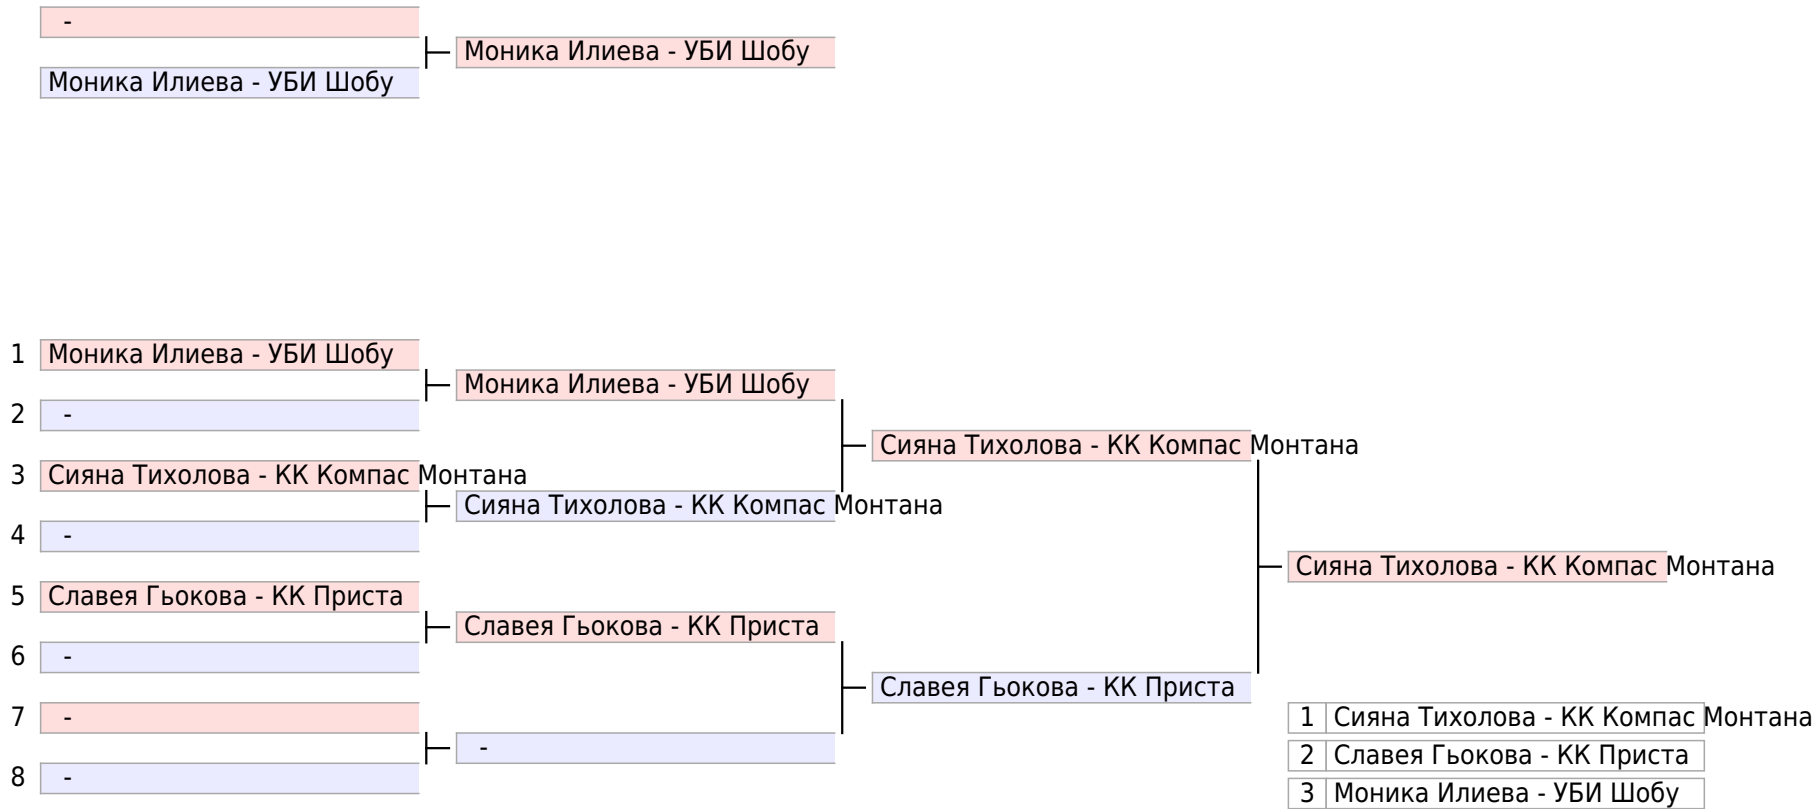 -
Моника Илиева - УБИ Шобу
Моника Илиева - УБИ Шобу
1 Моника Илиева - УБИ Шобу
Моника Илиева - УБИ Шобу
2 -
Сияна Тихолова - КК Компас Монтана
3 Сияна Тихолова - КК Компас Монтана
Сияна Тихолова - КК Компас Монтана
4 -
Сияна Тихолова - КК Компас Монтана
5 Славея Гьокова - КК Приста
Славея Гьокова - КК Приста
6 -
Славея Гьокова - КК Приста
7 -
1 Сияна Тихолова - КК Компас Монтана
-
2 Славея Гьокова - КК Приста
8 -
3 Моника Илиева - УБИ Шобу